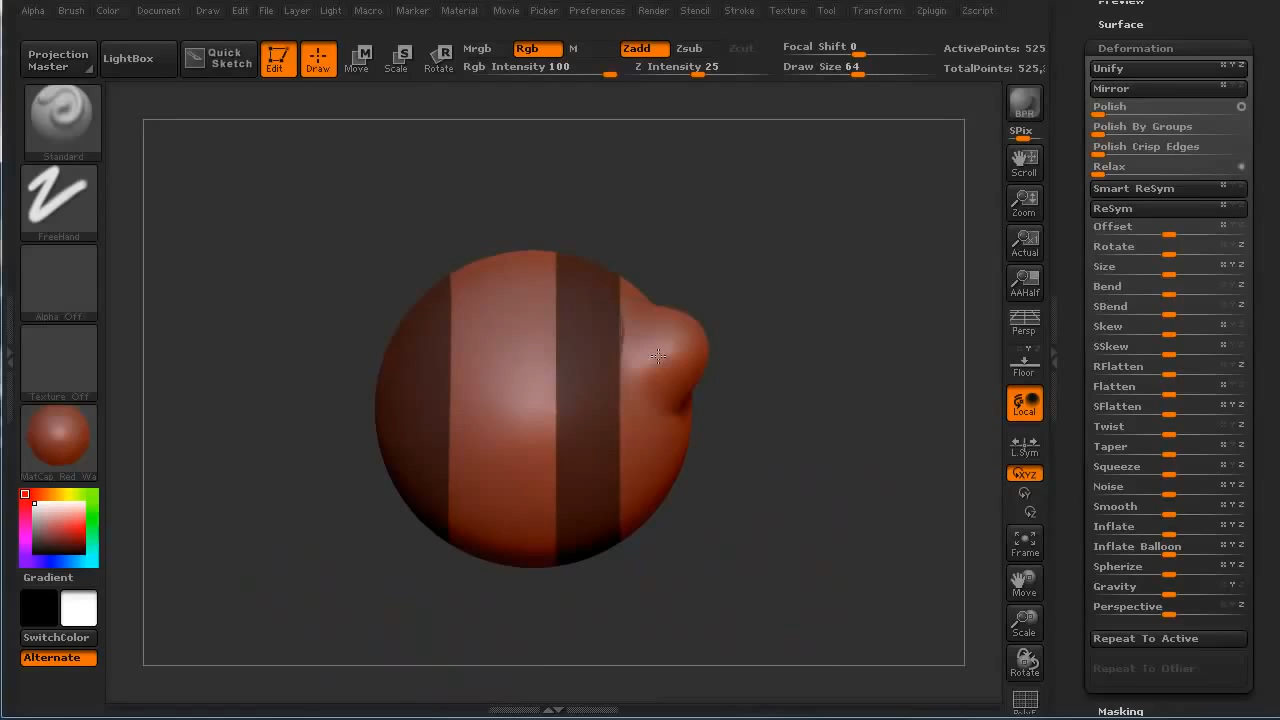 Alpha Brush Color Document Draw Edit File Layer Light Macro Marker Material Movie Picker Preferences Render Stencil Stroke Texture Tool Transform Zplugin Zscript
Projection Master
LightBox
Quick Sketch
Edit
Draw
Move
Scale
Rotate
Mrgb
Rgb
M
Rgb Intensity 100
Zadd
Zsub
Zcut
Z Intensity 25
Focal Shift 0
Draw Size 64
ActivePoints: 525
TotalPoints: 525,
Standard
FreeHand
Alpha Off
Texture Off
MatCap Red Wa
Gradient
SwitchColor
Alternate
BPR
SPix
Scroll
Zoom
Actual
AAHalf
Persp
Floor
Local
L.Sym
XYZ
Y
Z
Frame
Move
Scale
Rotate
PolyF
Preview
Surface
Deformation
Unify X Y Z
Mirror X Y Z
Polish
Polish By Groups
Polish Crisp Edges
Relax
Smart ReSym X Y Z
ReSym X Y Z
Offset X Y Z
Rotate X Y Z
Size X Y Z
Bend X Y Z
SBend X Y Z
Skew X Y Z
SSkew X Y Z
RFlatten X Y Z
Flatten X Y Z
SFlatten X Y Z
Twist X Y Z
Taper X Y Z
Squeeze X Y Z
Noise X Y Z
Smooth X Y Z
Inflate X Y Z
Inflate Balloon X Y Z
Spherize X Y Z
Gravity X Y Z
Perspective X Y Z
Repeat To Active
Repeat To Other
Masking